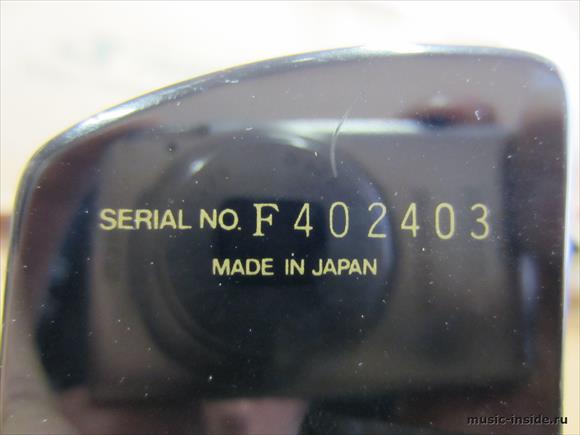 SERIAL NO. F402403
MADE IN JAPAN
music-inside.ru